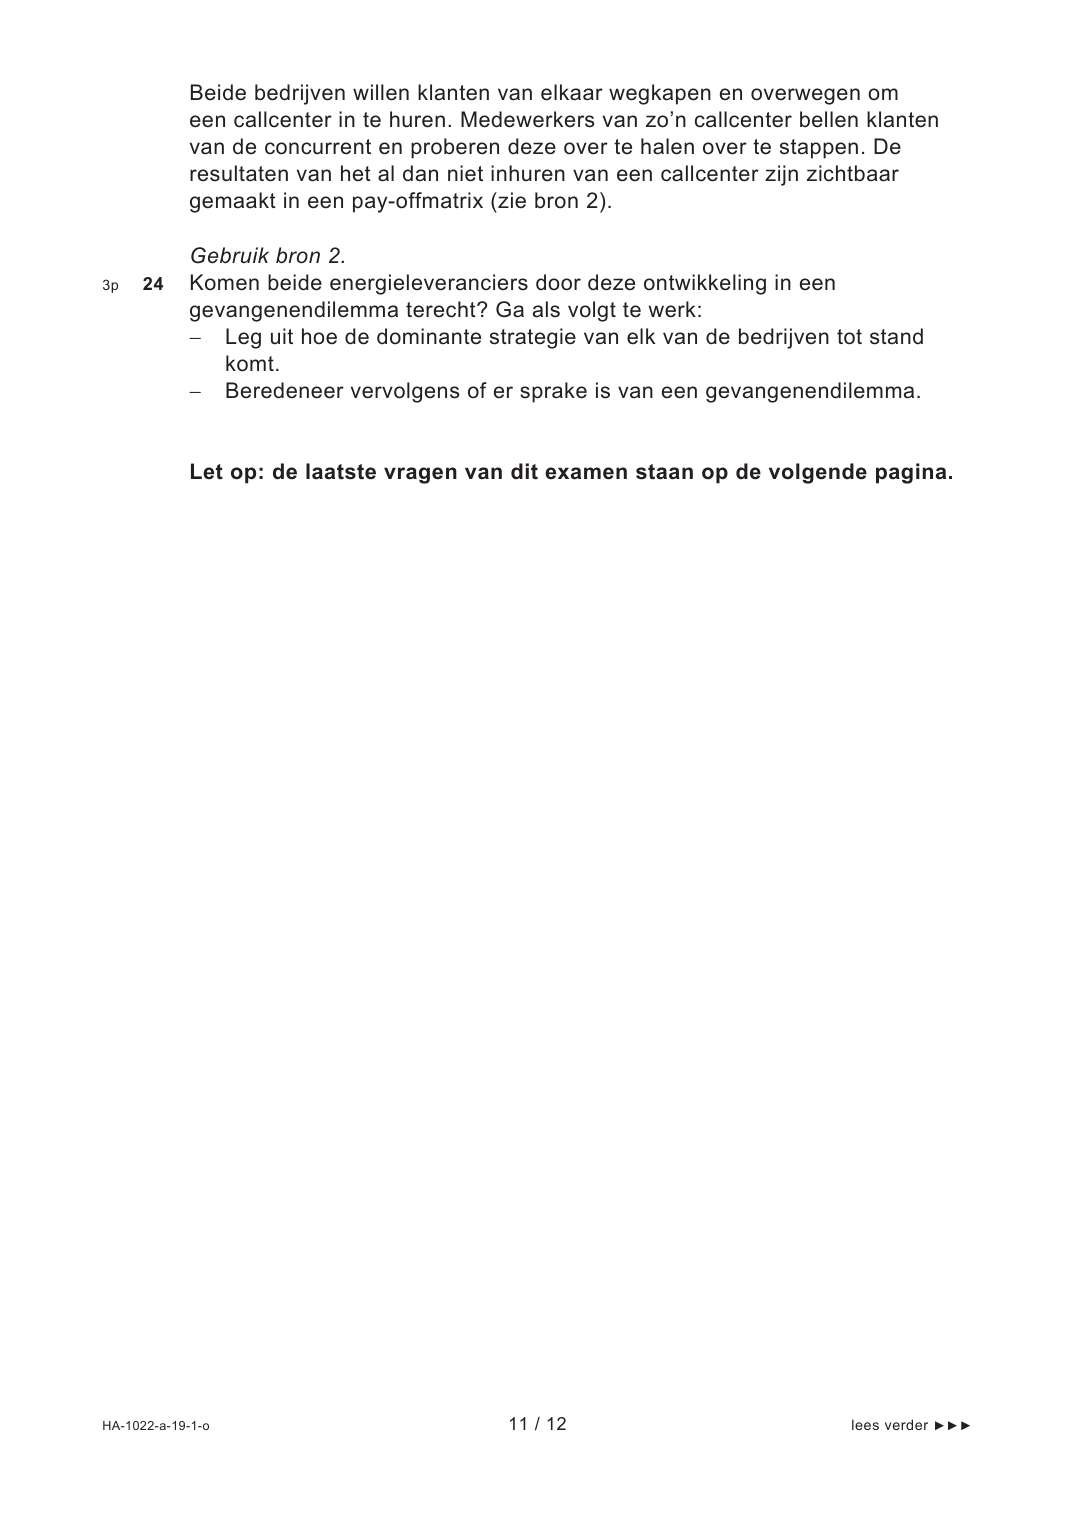 Beide bedrijven willen klanten van elkaar wegkapen en overwegen om
een callcenter in te huren. Medewerkers van zo’n callcenter bellen klanten
van de concurrent en proberen deze over te halen over te stappen. De
resultaten van het al dan niet inhuren van een callcenter zijn zichtbaar
gemaakt in een pay-offmatrix (zie bron 2).
Gebruik bron 2.
3p 24 Komen beide energieleveranciers door deze ontwikkeling in een
gevangenendilemma terecht? Ga als volgt te werk:
– Leg uit hoe de dominante strategie van elk van de bedrijven tot stand
komt.
– Beredeneer vervolgens of er sprake is van een gevangenendilemma.
Let op: de laatste vragen van dit examen staan op de volgende pagina.
HA-1022-a-19-1-o 11 / 12 lees verder ►►►